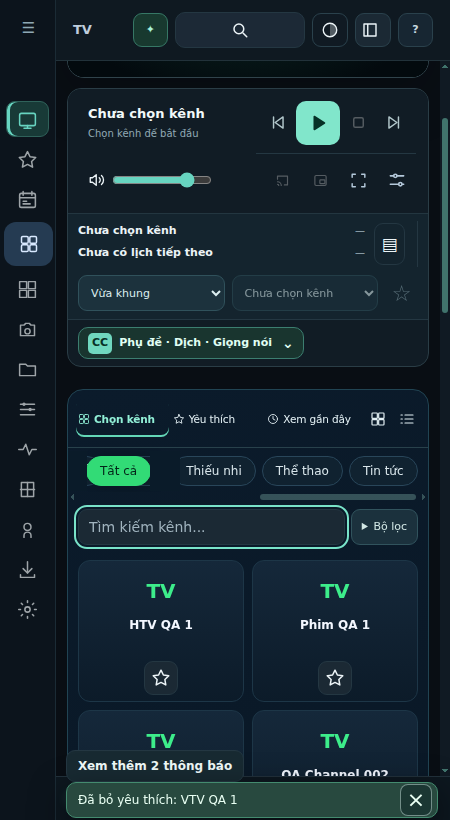 TV
?
Chưa chọn kênh
Chọn kênh để bắt đầu
Chưa chọn kênh —
Chưa có lịch tiếp theo —
Vừa khung
Chưa chọn kênh
CC Phụ đề · Dịch · Giọng nói
Chọn kênh
Yêu thích
Xem gần đây
Tất cả
Thiếu nhi
Thể thao
Tin tức
Tìm kiếm kênh...
Bộ lọc
TV
HTV QA 1
TV
Phim QA 1
TV
TV
QA Channel 002
Xem thêm 2 thông báo
Đã bỏ yêu thích: VTV QA 1